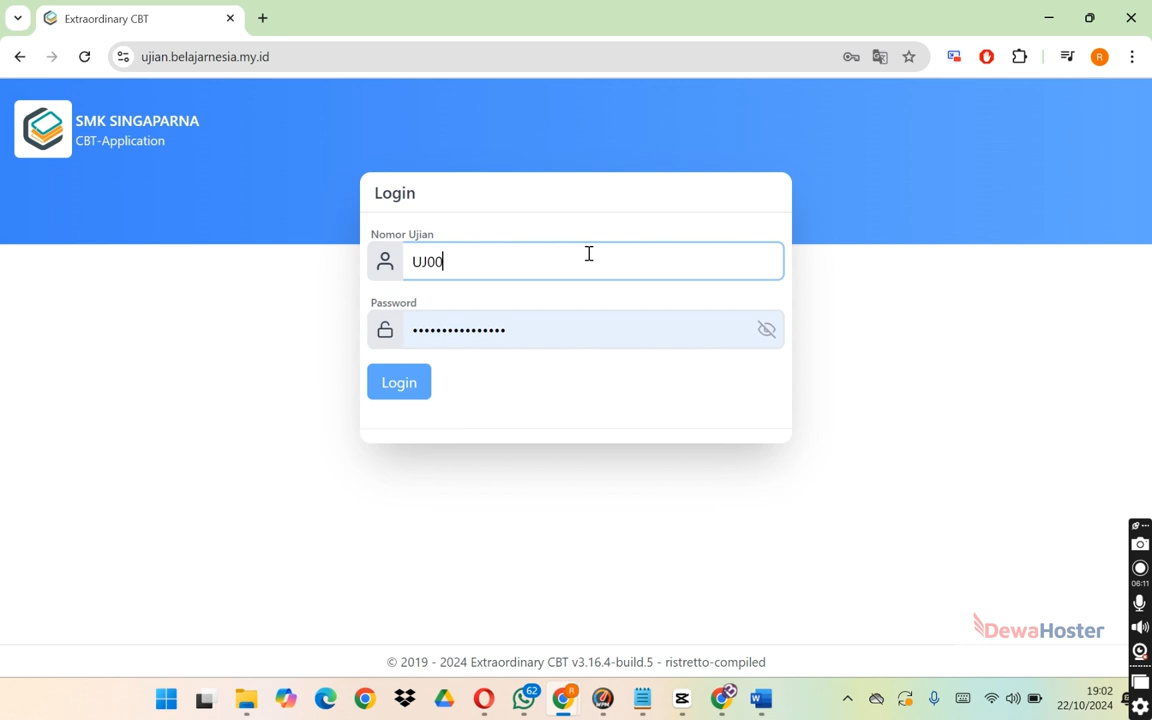 Extraordinary CBT
ujian.belajarnesia.my.id
R
SMK SINGAPARNA
CBT-Application
Login
Nomor Ujian
UJ00
Password
••••••••••••••••
Login
DewaHoster
© 2019 - 2024 Extraordinary CBT v3.16.4-build.5 - ristretto-compiled
06:11
62
R
19:02
22/10/2024